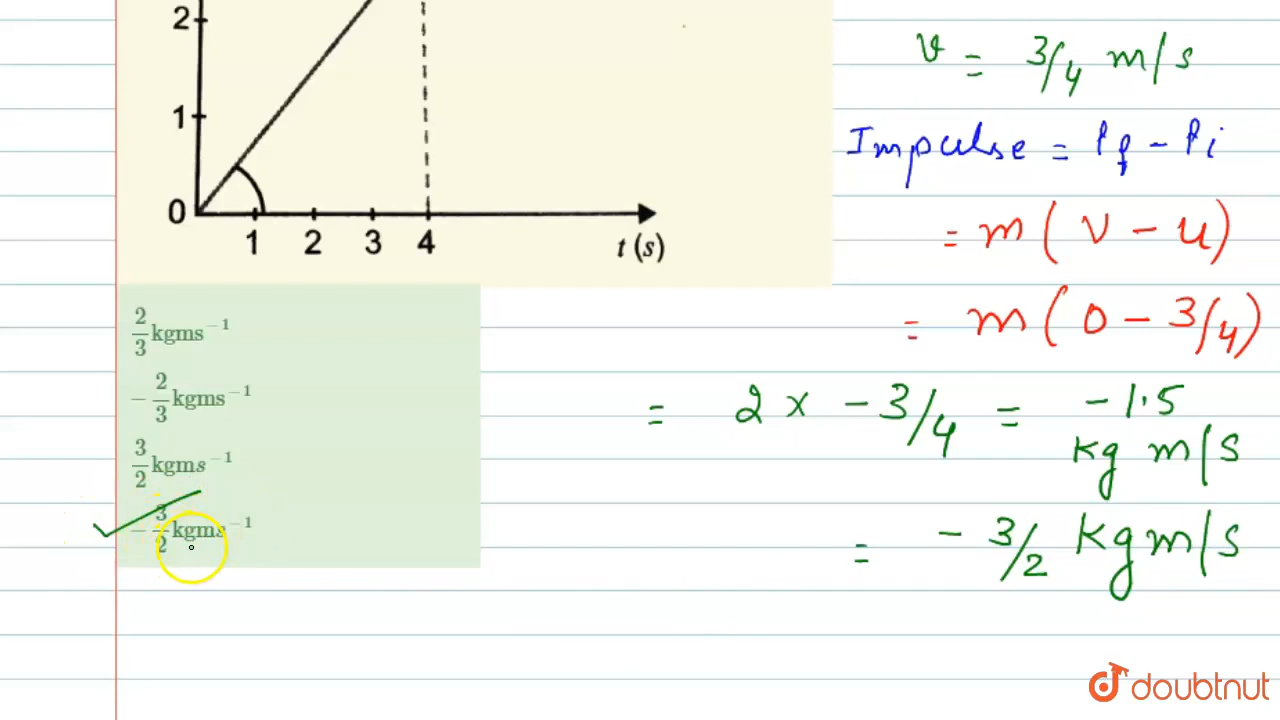 2
1
0
1 2 3 4 t (s)
2/3 kgms⁻¹
-2/3 kgms⁻¹
3/2 kgms⁻¹
-3/2 kgms⁻¹
v = 3/4 m/s
Impulse = Pf - Pi
= m ( v - u )
= m ( 0 - 3/4 )
= 2 x - 3/4 = - 1.5
kg m/s
= - 3/2 kg m/s
doubtnut